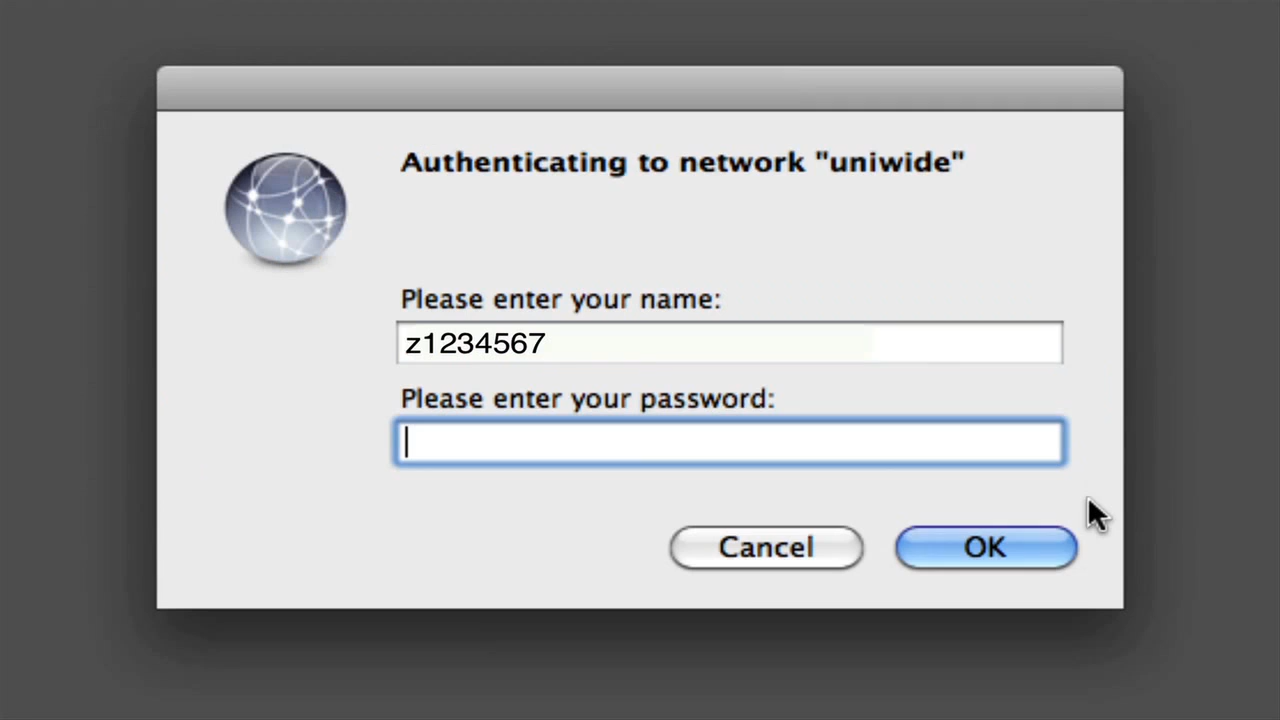 Authenticating to network "uniwide"
Please enter your name:
z1234567
Please enter your password:
Cancel OK